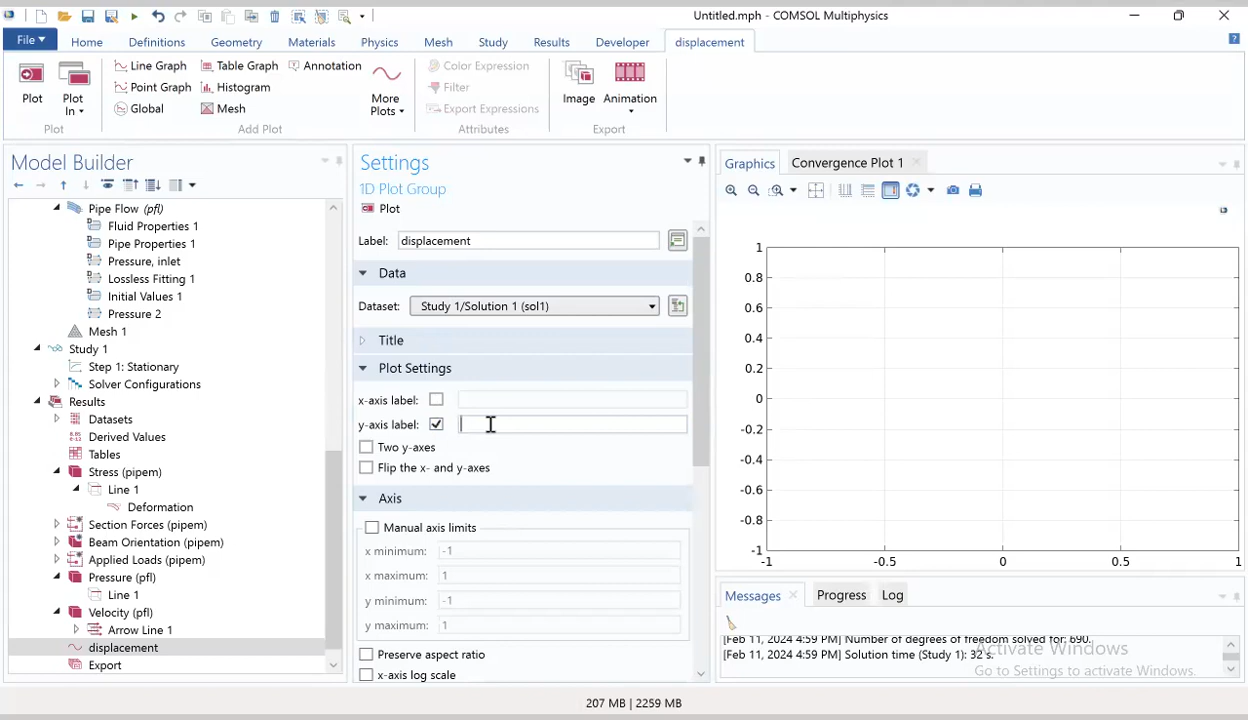 Untitled.mph - COMSOL Multiphysics
File
Home
Definitions
Geometry
Materials
Physics
Mesh
Study
Results
Developer
displacement
Plot
Plot In
Line Graph
Point Graph
Global
Table Graph
Histogram
Mesh
Annotation
More Plots
Color Expression
Filter
Export Expressions
Image
Animation
Plot
Add Plot
Attributes
Export
Model Builder
Pipe Flow (pfl)
Fluid Properties 1
Pipe Properties 1
Pressure, inlet
Lossless Fitting 1
Initial Values 1
Pressure 2
Mesh 1
Study 1
Step 1: Stationary
Solver Configurations
Results
Datasets
8.85
e-12
Derived Values
Tables
Stress (pipem)
Line 1
Deformation
Section Forces (pipem)
Beam Orientation (pipem)
Applied Loads (pipem)
Pressure (pfl)
Line 1
Velocity (pfl)
Arrow Line 1
displacement
Export
Settings
1D Plot Group
Plot
Label: displacement
Data
Dataset: Study 1/Solution 1 (sol1)
Title
Plot Settings
x-axis label:
y-axis label:
Two y-axes
Flip the x- and y-axes
Axis
Manual axis limits
x minimum: -1
x maximum: 1
y minimum: -1
y maximum: 1
Preserve aspect ratio
x-axis log scale
Graphics
Convergence Plot 1
1
0.8
0.6
0.4
0.2
0
-0.2
-0.4
-0.6
-0.8
-1
-1 -0.5 0 0.5 1
Messages
Progress
Log
[Feb 11, 2024 4:59 PM] Number of degrees of freedom solved for: 690.
[Feb 11, 2024 4:59 PM] Solution time (Study 1): 32 s.
Activate Windows
Go to Settings to activate Windows.
207 MB | 2259 MB